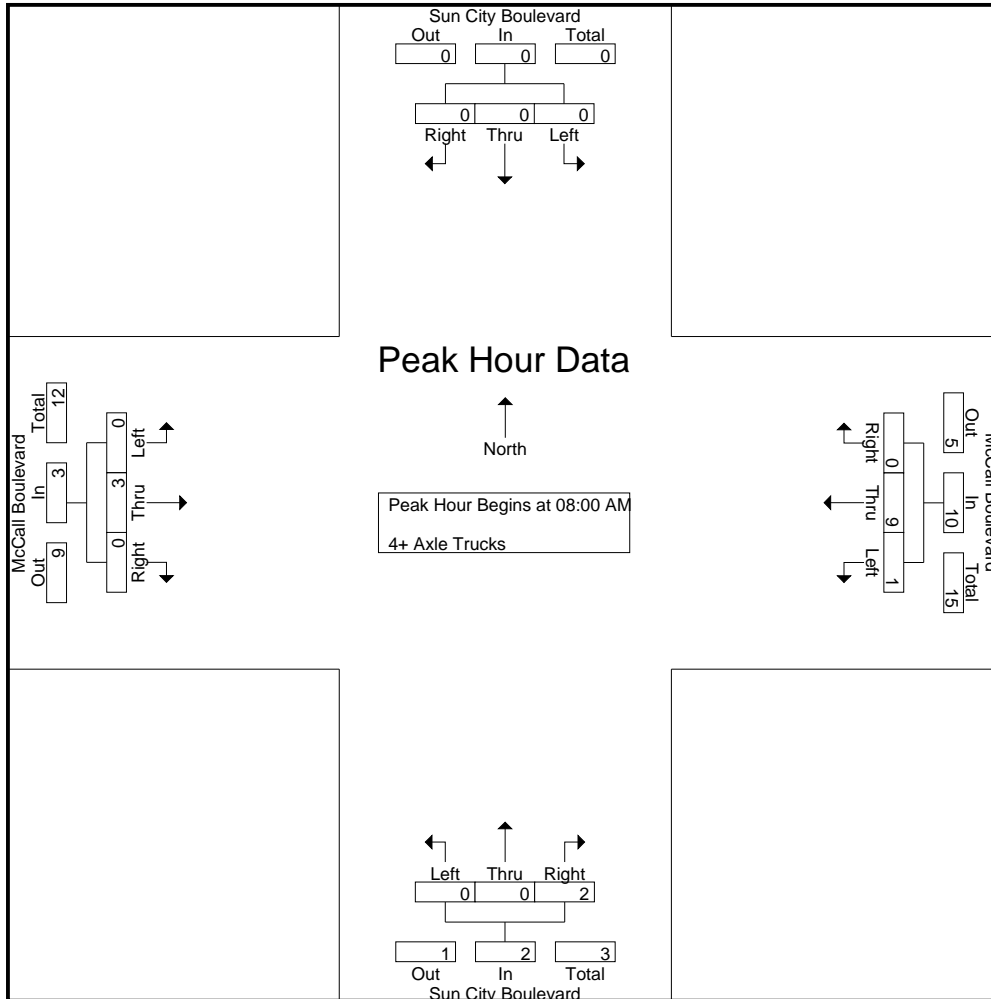 Sun City Boulevard
Out In Total
0 0 0
0 0 0
Right Thru Left
Peak Hour Data
North
Peak Hour Begins at 08:00 AM
4+ Axle Trucks
McCall Boulevard
Out In Total
9 3 12
Right Thru Left
0 3 0
McCall Boulevard
Out In Total
5 10 15
0 9 1
Right Thru Left
Left Thru Right
0 0 2
1 2 3
Out In Total
Sun City Boulevard